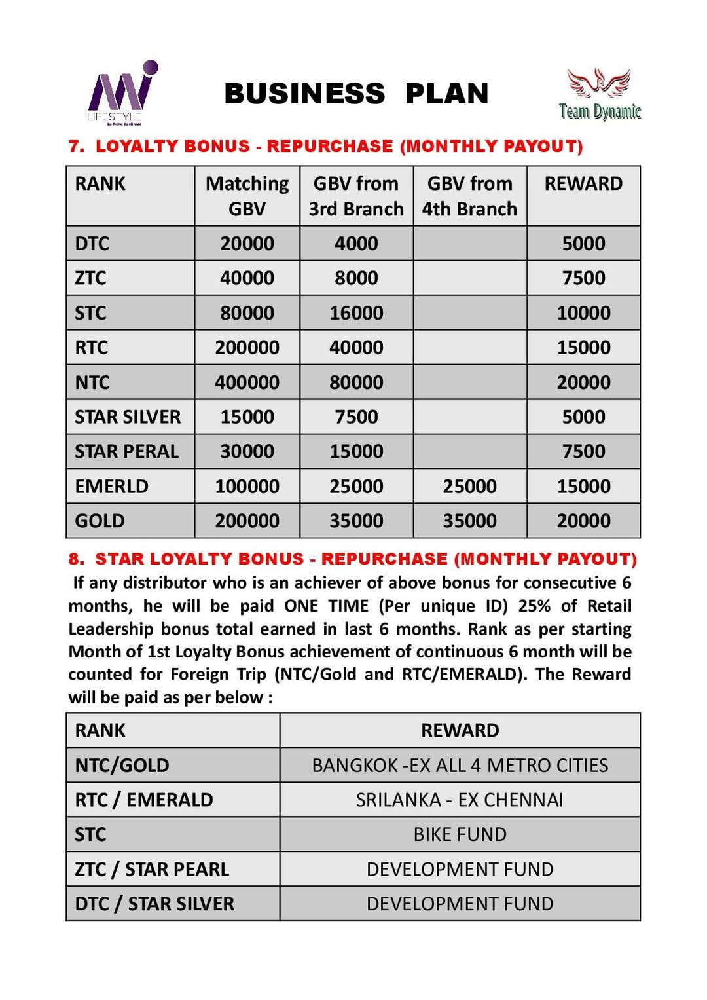 LIFESTYLE
BUSINESS PLAN
Team Dynamic
7. LOYALTY BONUS - REPURCHASE (MONTHLY PAYOUT)
RANK Matching GBV GBV from 3rd Branch GBV from 4th Branch REWARD
DTC 20000 4000 5000
ZTC 40000 8000 7500
STC 80000 16000 10000
RTC 200000 40000 15000
NTC 400000 80000 20000
STAR SILVER 15000 7500 5000
STAR PERAL 30000 15000 7500
EMERLD 100000 25000 25000 15000
GOLD 200000 35000 35000 20000
8. STAR LOYALTY BONUS - REPURCHASE (MONTHLY PAYOUT)
If any distributor who is an achiever of above bonus for consecutive 6
months, he will be paid ONE TIME (Per unique ID) 25% of Retail
Leadership bonus total earned in last 6 months. Rank as per starting
Month of 1st Loyalty Bonus achievement of continuous 6 month will be
counted for Foreign Trip (NTC/Gold and RTC/EMERALD). The Reward
will be paid as per below :
RANK REWARD
NTC/GOLD BANGKOK -EX ALL 4 METRO CITIES
RTC / EMERALD SRILANKA - EX CHENNAI
STC BIKE FUND
ZTC / STAR PEARL DEVELOPMENT FUND
DTC / STAR SILVER DEVELOPMENT FUND